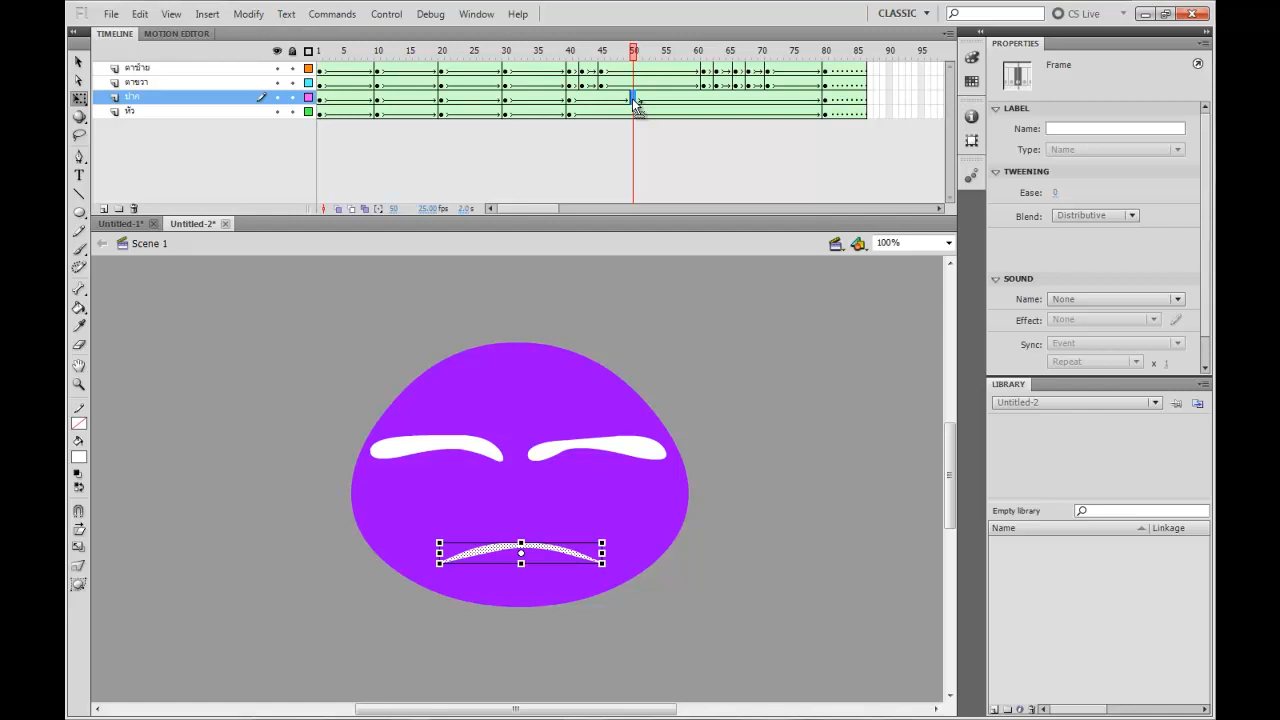 Fl File Edit View Insert Modify Text Commands Control Debug Window Help CLASSIC CS Live
TIMELINE MOTION EDITOR
1 5 10 15 20 25 30 35 40 45 50 55 60 65 70 75 80 85 90 95
ตาซ้าย
ตาขวา
ปาก
หัว
50 25.00 fps 2.0 s
Untitled-1* Untitled-2*
Scene 1 100%
PROPERTIES
Frame
LABEL
Name:
Type: Name
TWEENING
Ease: 0
Blend: Distributive
SOUND
Name: None
Effect: None
Sync: Event
Repeat x 1
LIBRARY
Untitled-2
Empty library
Name Linkage